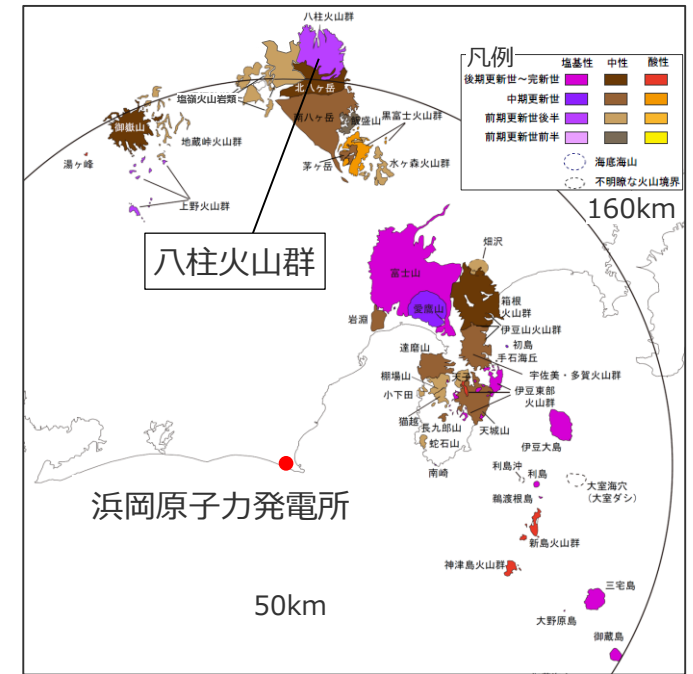 八柱火山群
凡例
塩基性 中性 酸性
後期更新世～完新世
中期更新世
前期更新世後半
前期更新世前半
海底海山
不明瞭な火山境界
160km
塩嶺火山岩類
北八ヶ岳
御嶽山
南八ヶ岳
飯盛山
黒富士火山群
地蔵峠火山群
湯ヶ峰
茅ヶ岳
水ヶ森火山群
上野火山群
八柱火山群
畑沢
富士山
愛鷹山
箱根
火山群
岩淵
伊豆山火山群
初島
達磨山
手石海丘
棚場山
天子
宇佐美・多賀火山群
小下田
伊豆東部
火山群
猫越
長九郎山
天城山
蛇石山
伊豆大島
南崎
利島沖
利島
大室海穴
（大室ダシ）
鵜渡根島
浜岡原子力発電所
新島火山群
神津島火山群
三宅島
50km
大野原島
御蔵島